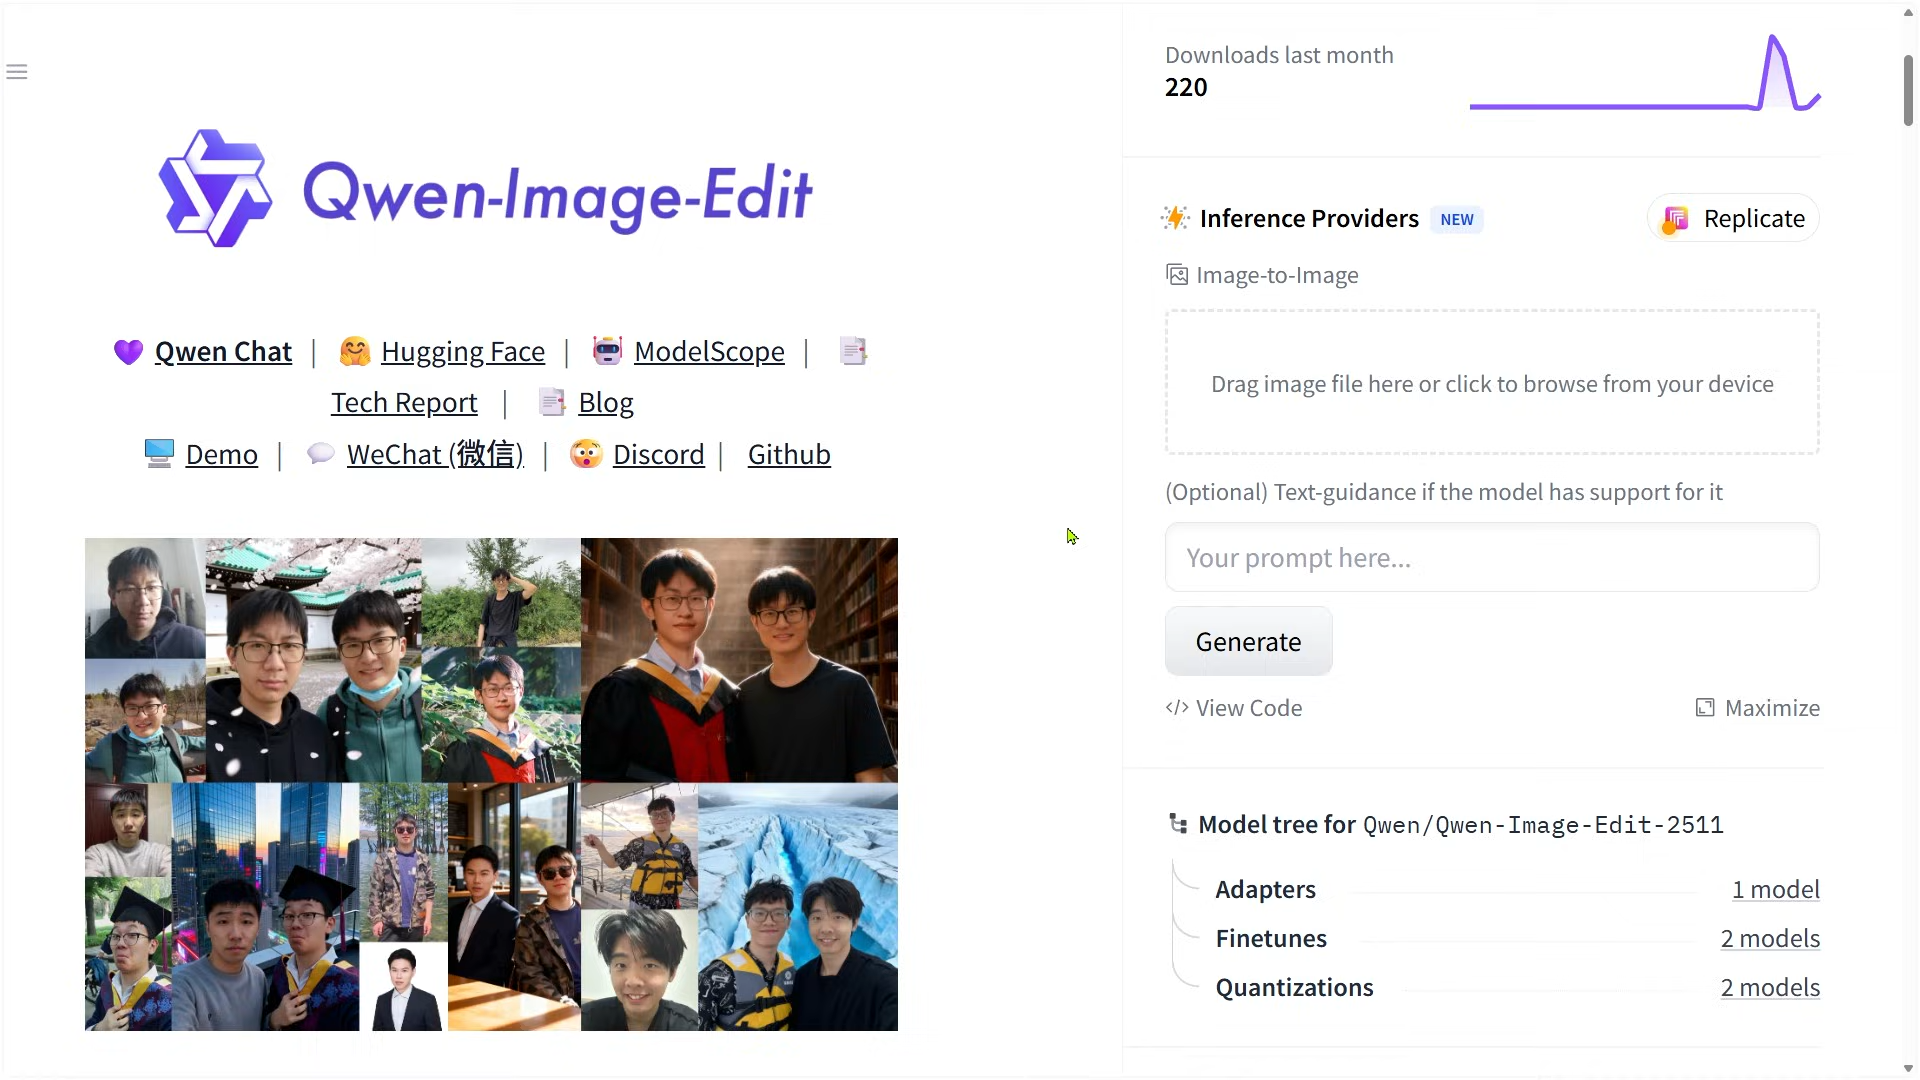 Qwen-Image-Edit
Qwen Chat | Hugging Face | ModelScope |
Tech Report | Blog
Demo | WeChat (微信) | Discord | Github
Downloads last month
220
Inference Providers NEW
Replicate
Image-to-Image
Drag image file here or click to browse from your device
(Optional) Text-guidance if the model has support for it
Your prompt here...
Generate
</> View Code
Maximize
Model tree for Qwen/Qwen-Image-Edit-2511
Adapters 1 model
Finetunes 2 models
Quantizations 2 models